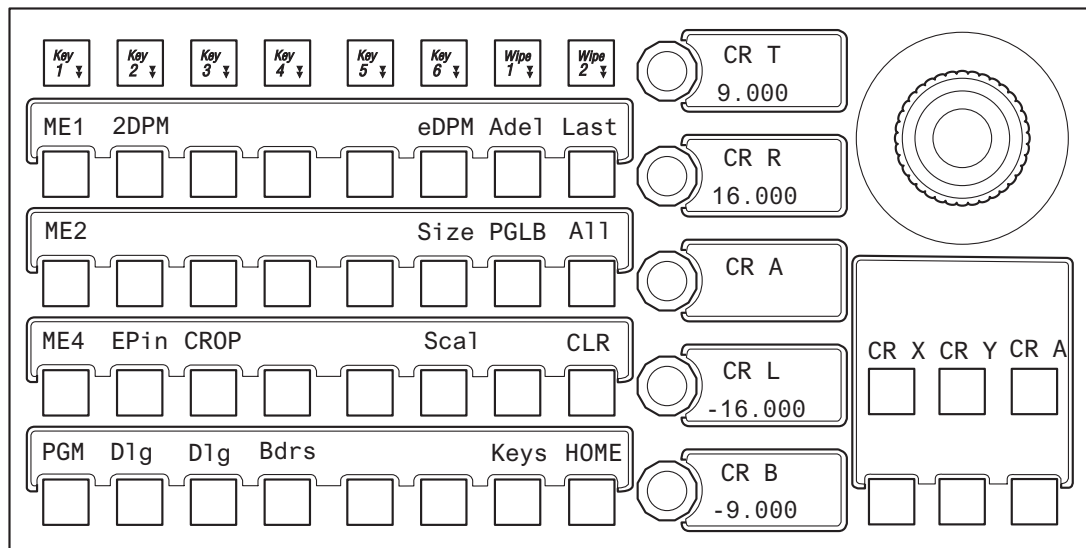 Key 1 Key 2 Key 3 Key 4 Key 5 Key 6 Wipe 1 Wipe 2
CR T
9.000
ME1 2DPM eDPM Adel Last
CR R
16.000
ME2 Size PGLB All
CR A
ME4 EPin CROP Scal CLR
CR L
-16.000
CR X CR Y CR A
PGM Dlg Dlg Bdrs Keys HOME
CR B
-9.000